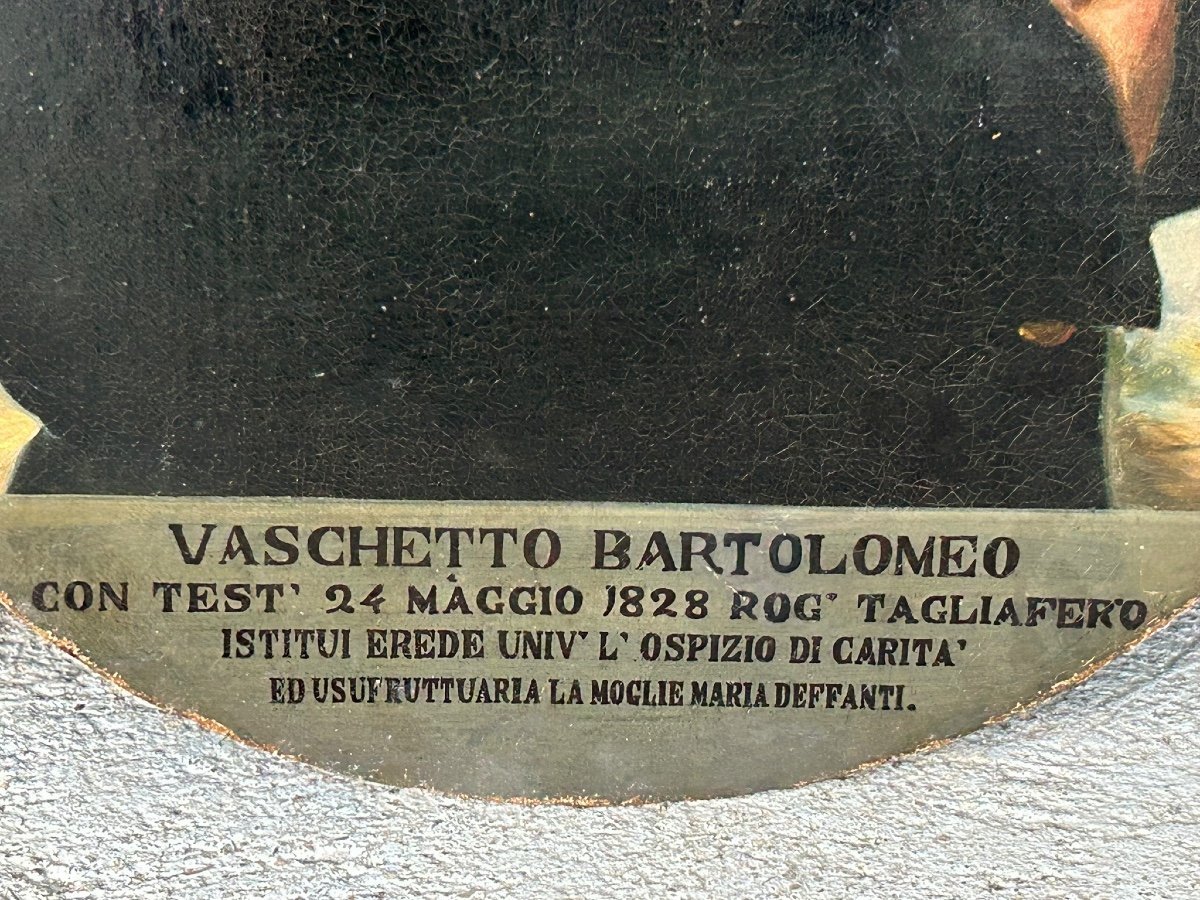 VASCHETTO BARTOLOMEO
CON TEST' 24 MÀGGIO 1828 ROG° TAGLIAFERO
ISTITUI EREDE UNIV' L' OSPIZIO DI CARITA'
ED USUFRUTTUARIA LA MOGLIE MARIA DEFFANTI.